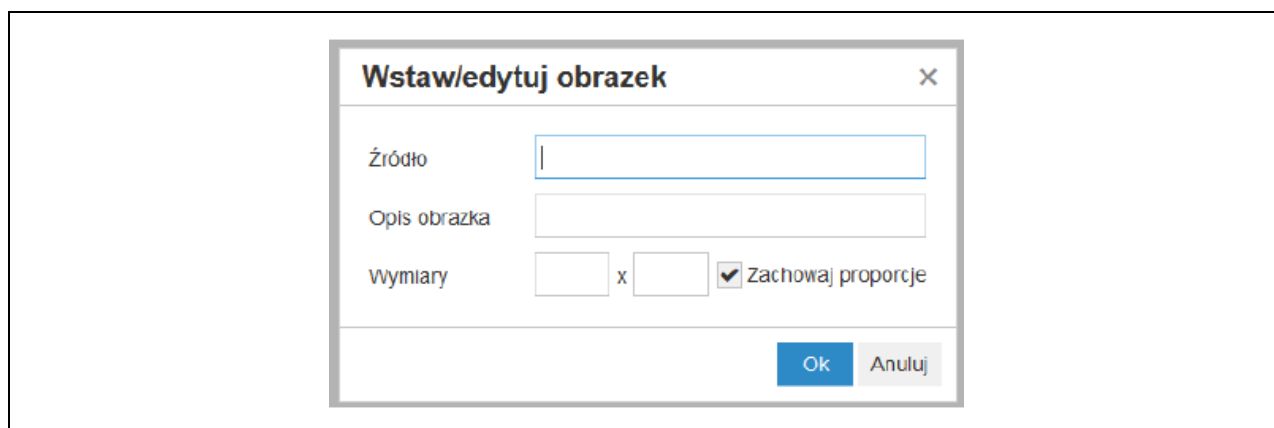 Wstaw/edytuj obrazek
Źródło
Opis obrazka
Wymiary x Zachowaj proporcje
Ok Anuluj